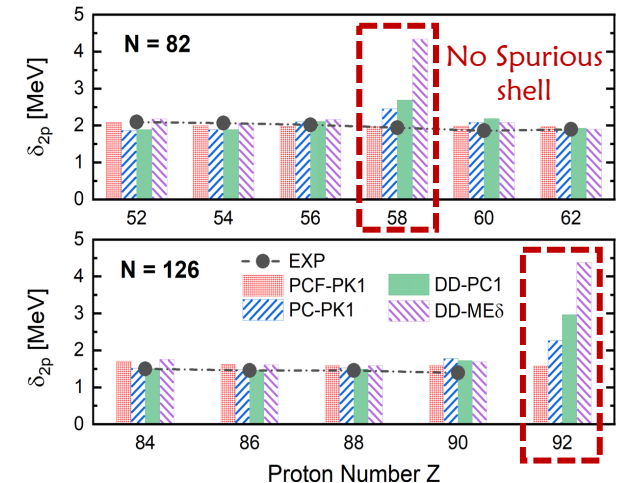 5
4
3
2
1
0
δ2p [MeV]
N = 82
No Spurious
shell
52 54 56 58 60 62
5
4
3
2
1
0
δ2p [MeV]
N = 126
EXP
PCF-PK1
PC-PK1
DD-PC1
DD-MEδ
84 86 88 90 92
Proton Number Z